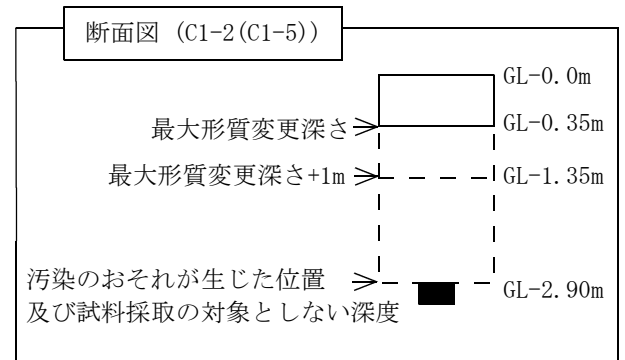 断面図 (C1-2(C1-5))
GL-0.0m
最大形質変更深さ GL-0.35m
最大形質変更深さ+1m GL-1.35m
汚染のおそれが生じた位置
及び試料採取の対象としない深度 GL-2.90m